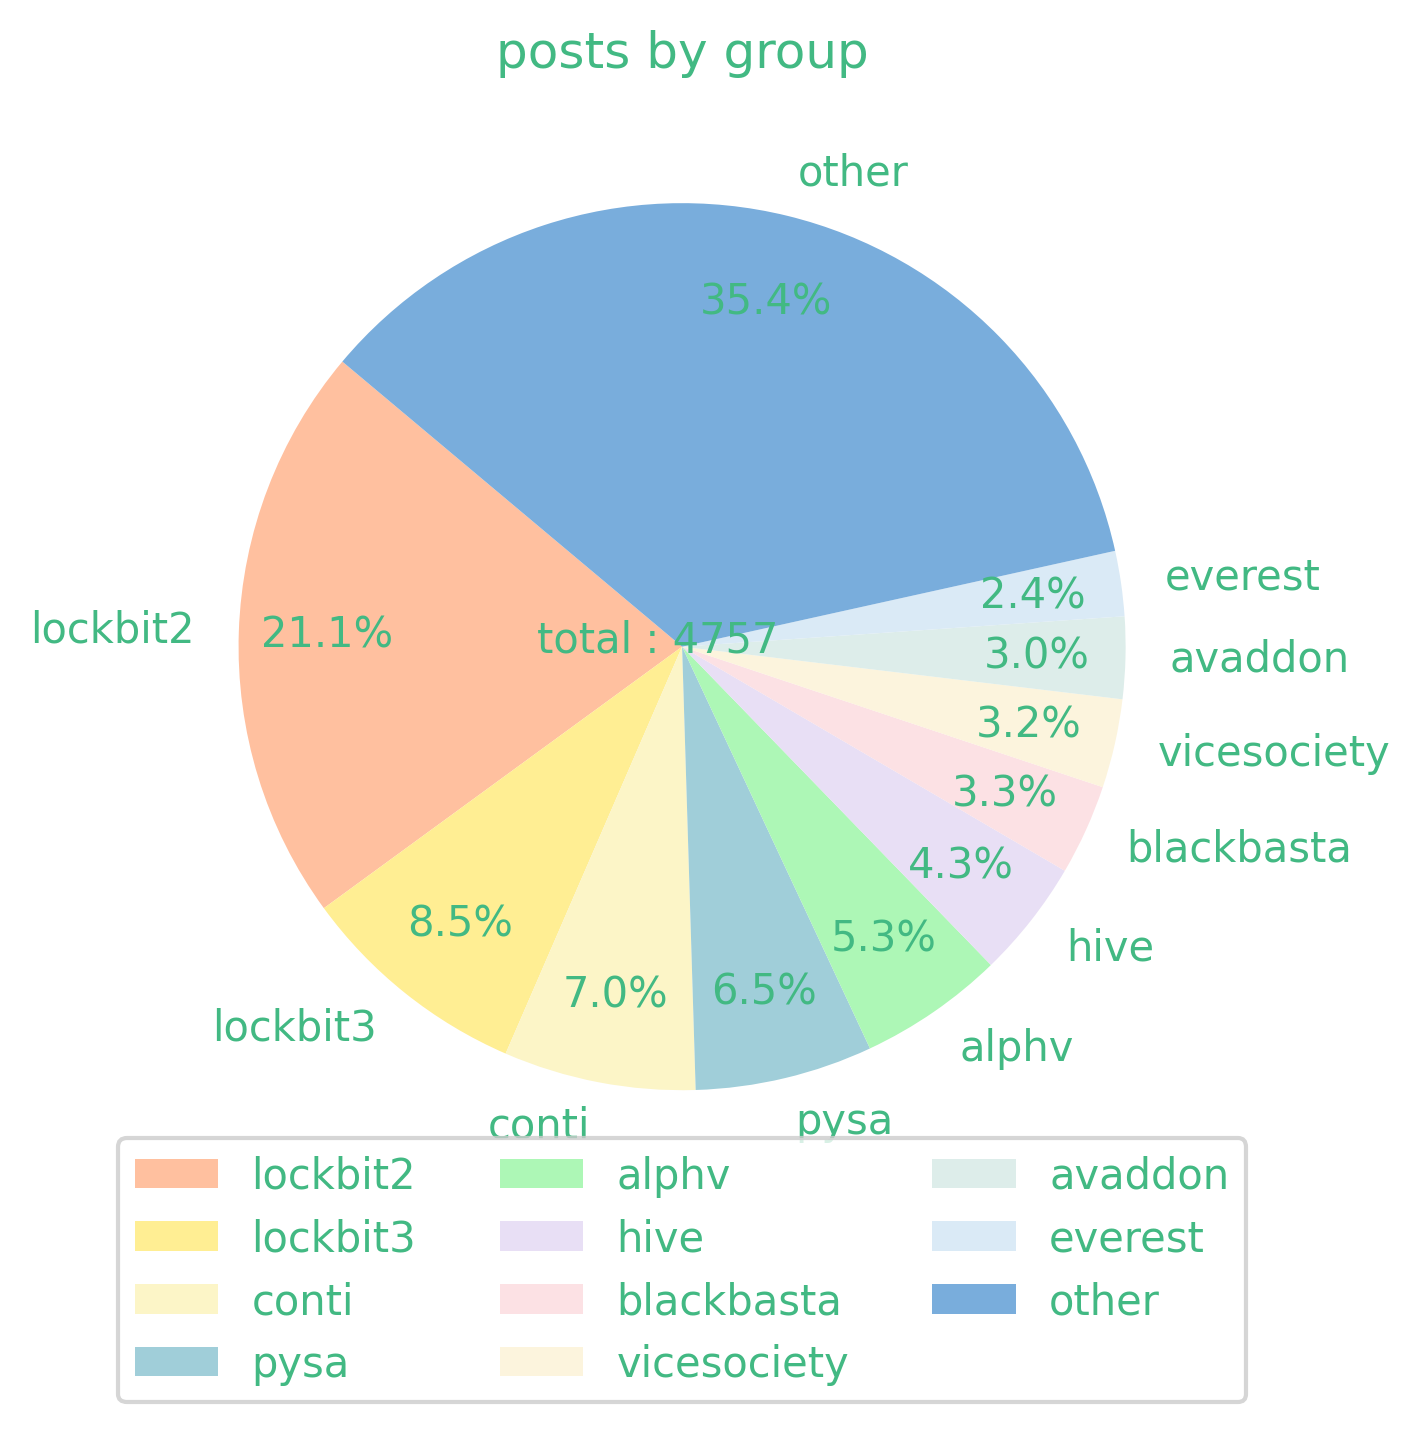 posts by group
other
35.4%
everest
2.4%
lockbit2
21.1%
total : 4757
3.0%
avaddon
3.2%
vicesociety
3.3%
blackbasta
4.3%
hive
8.5%
5.3%
7.0%
6.5%
lockbit3
alphv
conti
pysa
lockbit2
lockbit3
conti
pysa
alphv
hive
blackbasta
vicesociety
avaddon
everest
other